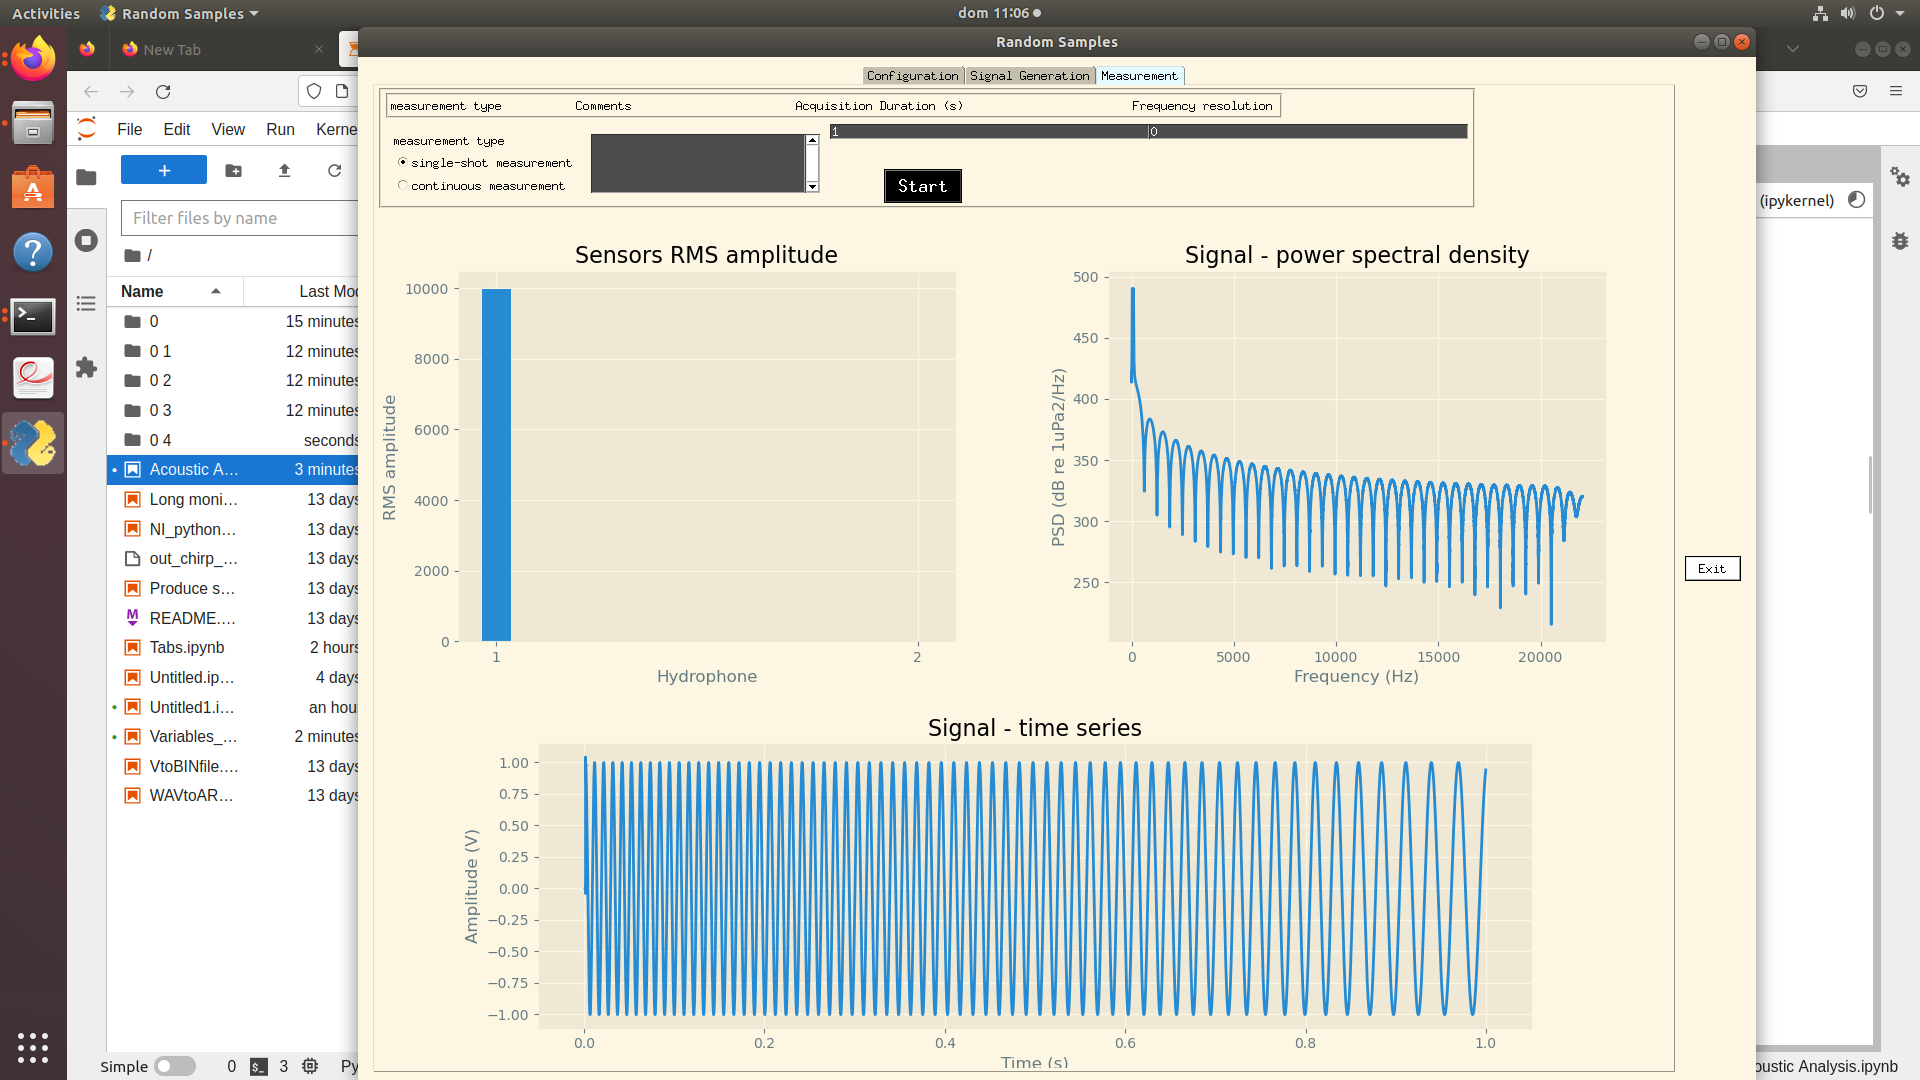 Activities
Random Samples
dom 11:06
New Tab
Random Samples
File Edit View Run Kerne
Filter files by name
/
Name Last Mod
0 15 minutes
0 1 12 minutes
0 2 12 minutes
0 3 12 minutes
0 4 seconds
Acoustic A… 3 minutes
Long moni… 13 days
NI_python… 13 days
out_chirp_… 13 days
Produce s… 13 days
README.… 13 days
Tabs.ipynb 2 hours
Untitled.ip… 4 days
Untitled1.i… an hou
Variables_… 2 minutes
VtoBINfile.… 13 days
WAVtoAR… 13 days
Simple 0 3 Py
Configuration Signal Generation Measurement
measurement type Comments Acquisition Duration (s) Frequency resolution
measurement type
single-shot measurement
continuous measurement
1 0
Start
(ipykernel)
Sensors RMS amplitude
RMS amplitude
10000
8000
6000
4000
2000
0
1 2
Hydrophone
Signal - power spectral density
PSD (dB re 1uPa2/Hz)
500
450
400
350
300
250
0 5000 10000 15000 20000
Frequency (Hz)
Exit
Signal - time series
Amplitude (V)
1.00
0.75
0.50
0.25
0.00
−0.25
−0.50
−0.75
−1.00
0.0 0.2 0.4 0.6 0.8 1.0
Time (s)
oustic Analysis.ipynb